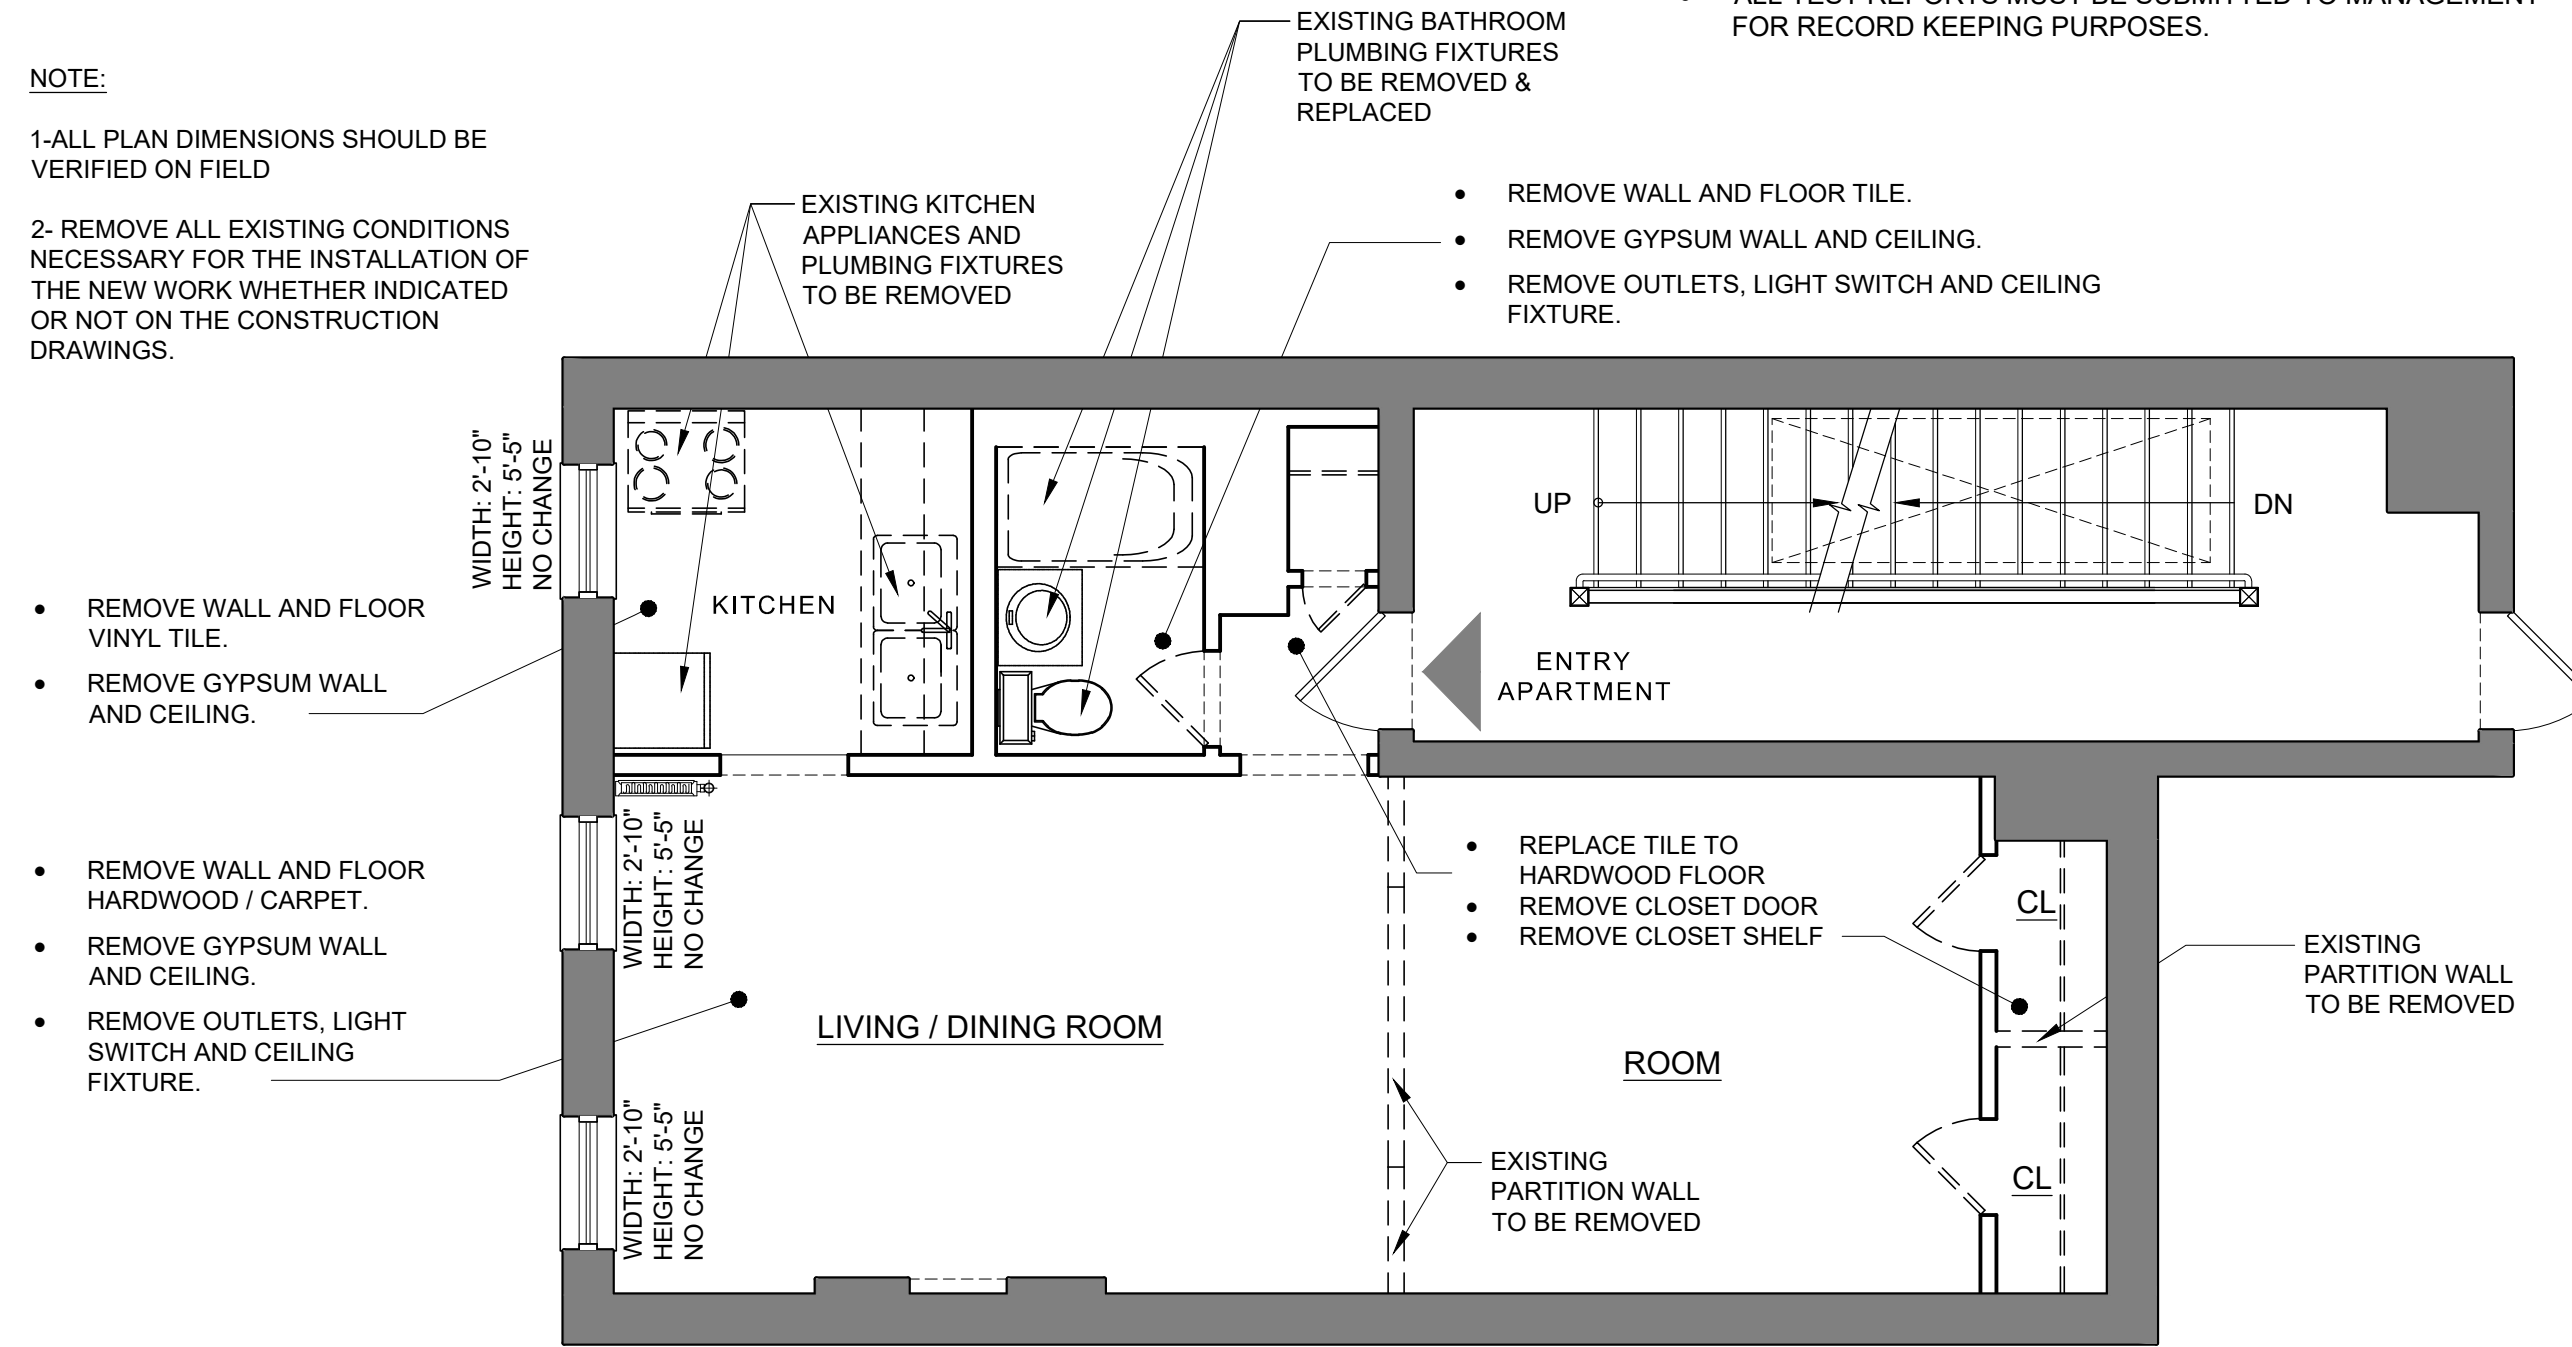 ALL TEST REPORTS MUST BE SUBMITTED TO MANAGEMENT
FOR RECORD KEEPING PURPOSES.
EXISTING BATHROOM
PLUMBING FIXTURES
TO BE REMOVED &
REPLACED
NOTE:
1-ALL PLAN DIMENSIONS SHOULD BE
VERIFIED ON FIELD
2- REMOVE ALL EXISTING CONDITIONS
NECESSARY FOR THE INSTALLATION OF
THE NEW WORK WHETHER INDICATED
OR NOT ON THE CONSTRUCTION
DRAWINGS.
EXISTING KITCHEN
APPLIANCES AND
PLUMBING FIXTURES
TO BE REMOVED
• REMOVE WALL AND FLOOR TILE.
• REMOVE GYPSUM WALL AND CEILING.
• REMOVE OUTLETS, LIGHT SWITCH AND CEILING
FIXTURE.
WIDTH: 2'-10"
HEIGHT: 5'-5"
NO CHANGE
UP
DN
KITCHEN
• REMOVE WALL AND FLOOR
VINYL TILE.
• REMOVE GYPSUM WALL
AND CEILING.
ENTRY
APARTMENT
WIDTH: 2'-10"
HEIGHT: 5'-5"
NO CHANGE
• REMOVE WALL AND FLOOR
HARDWOOD / CARPET.
• REMOVE GYPSUM WALL
AND CEILING.
• REMOVE OUTLETS, LIGHT
SWITCH AND CEILING
FIXTURE.
• REPLACE TILE TO
HARDWOOD FLOOR
• REMOVE CLOSET DOOR
• REMOVE CLOSET SHELF
CL
EXISTING
PARTITION WALL
TO BE REMOVED
LIVING / DINING ROOM
ROOM
WIDTH: 2'-10"
HEIGHT: 5'-5"
NO CHANGE
EXISTING
PARTITION WALL
TO BE REMOVED
CL